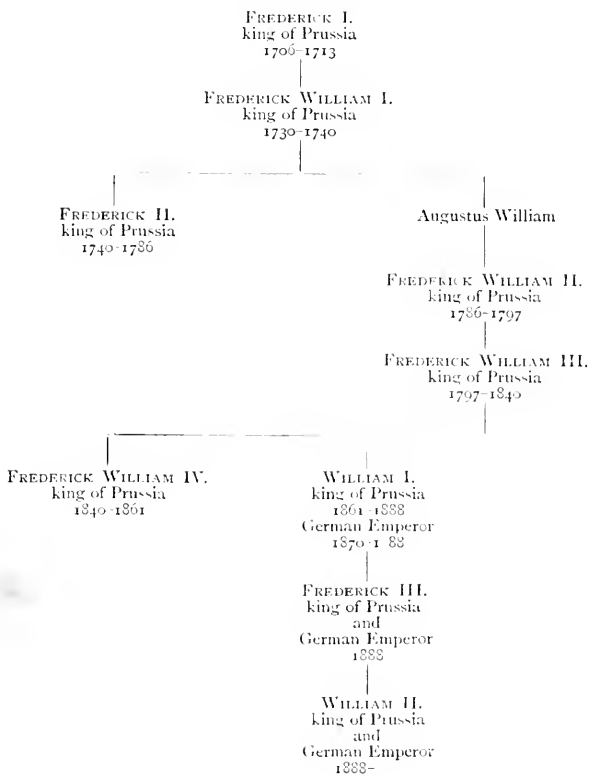 FREDERICK I.
king of Prussia
1706-1713
FREDERICK WILLIAM I.
king of Prussia
1730-1740
FREDERICK II.
king of Prussia
1740-1786
Augustus William
FREDERICK WILLIAM II.
king of Prussia
1786-1797
FREDERICK WILLIAM III.
king of Prussia
1797-1840
FREDERICK WILLIAM IV.
king of Prussia
1840-1861
WILLIAM I.
king of Prussia
1861-1888
German Emperor
1870-1 88
FREDERICK III.
king of Prussia
and
German Emperor
1888
WILLIAM II.
king of Prussia
and
German Emperor
1888-